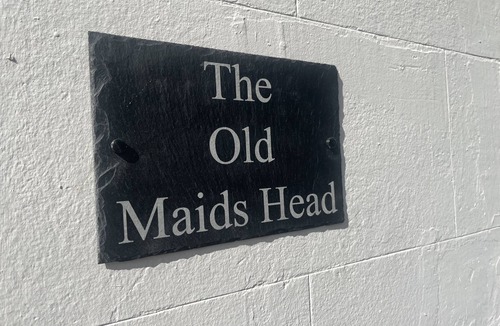 The
Old
Maids Head